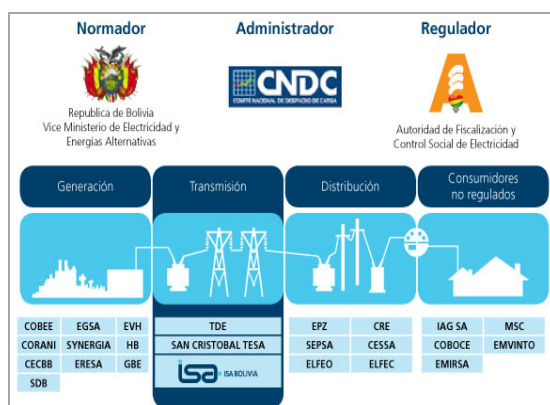 Normador
Administrador
Regulador
CNDC
COMITÉ NACIONAL DE DESPACHO DE CARGA
Republica de Bolivia
Vice Ministerio de Electricidad y
Energías Alternativas
Autoridad de Fiscalización y
Control Social de Electricidad
Generación
Transmisión
Distribución
Consumidores
no regulados
COBEE EGSA EVH
CORANI SYNERGIA HB
CECBB ERESA GBE
SDB
TDE
SAN CRISTOBAL TESA
isa ISA BOLIVIA
EPZ CRE
SEPSA CESSA
ELFEO ELFEC
IAG SA MSC
COBOCE EMVINTO
EMIRSA